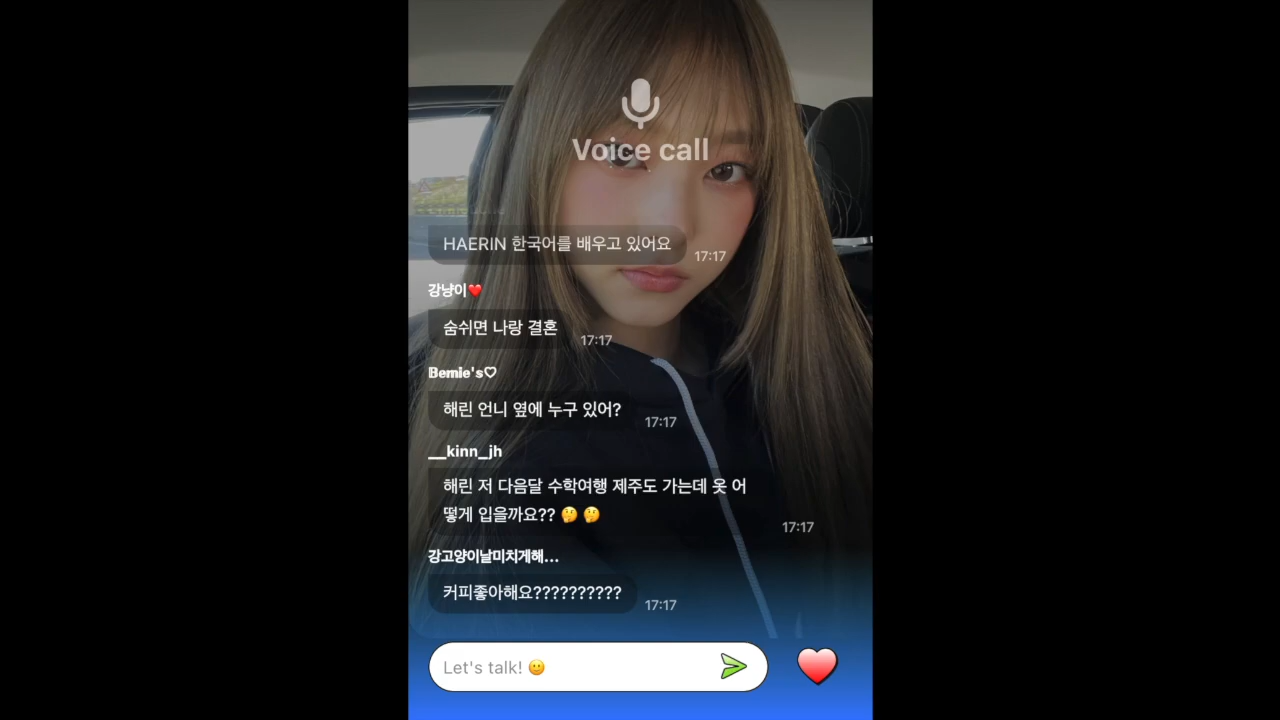 Voice call
HAERIN 한국어를 배우고 있어요
17:17
강냥이❤️
숨쉬면 나랑 결혼
17:17
Bernie's♡
해린 언니 옆에 누구 있어?
17:17
__kinn_jh
해린 저 다음달 수학여행 제주도 가는데 옷 어
떻게 입을까요?? 🤔 🤔
17:17
강고양이날미치게해...
커피좋아해요??????????
17:17
Let's talk! 🙂